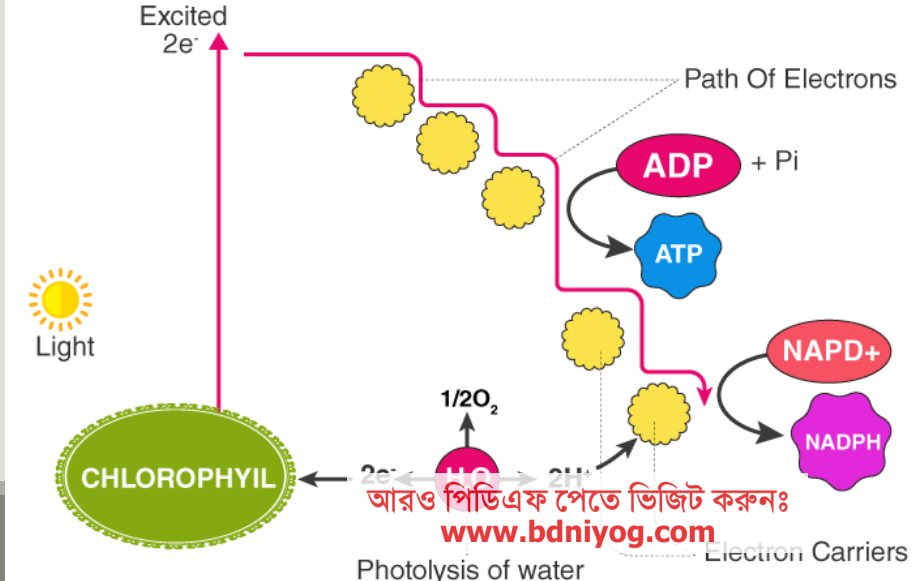 Excited
2e⁻
Path Of Electrons
ADP + Pi
ATP
Light
NAPD+
1/2O₂
NADPH
CHLOROPHYIL
2e⁻
H₂O
2H⁺
আরও পিডিএফ পেতে ভিজিট করুনঃ
www.bdniyog.com
Electron Carriers
Photolysis of water